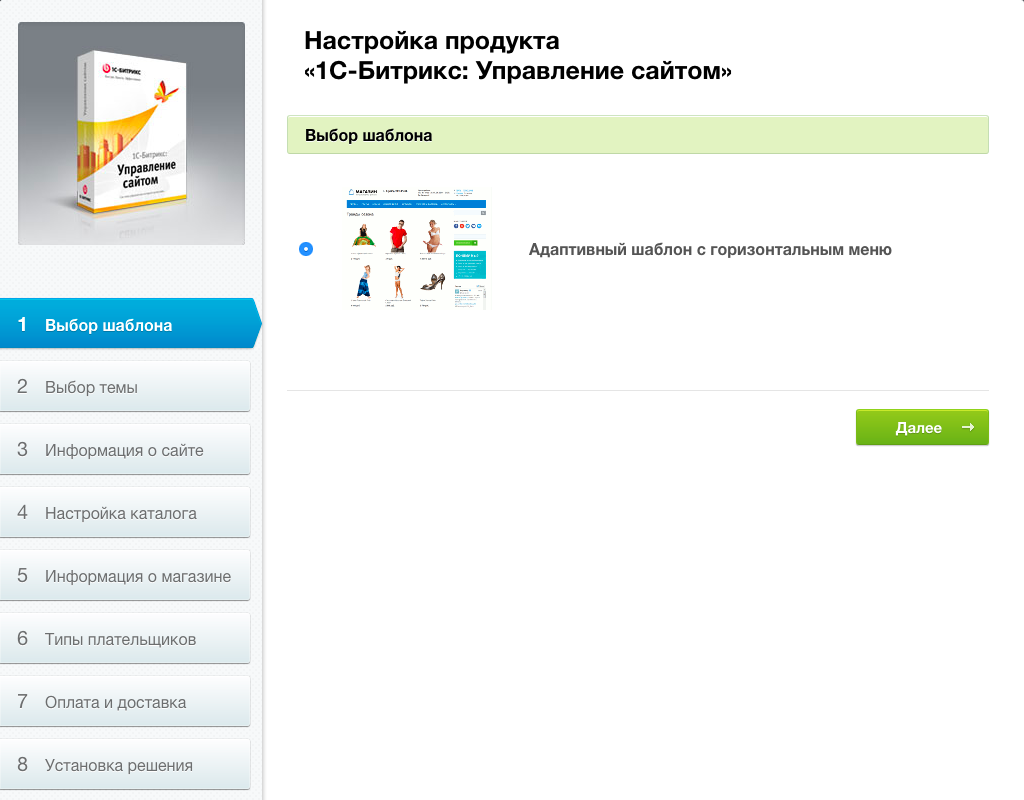 1С-БИТРИКС
1С-Битрикс:
Управление
сайтом
Настройка продукта
«1С-Битрикс: Управление сайтом»
Выбор шаблона
МАГАЗИН
Адаптивный шаблон с горизонтальным меню
Далее →
1 Выбор шаблона
2 Выбор темы
3 Информация о сайте
4 Настройка каталога
5 Информация о магазине
6 Типы плательщиков
7 Оплата и доставка
8 Установка решения